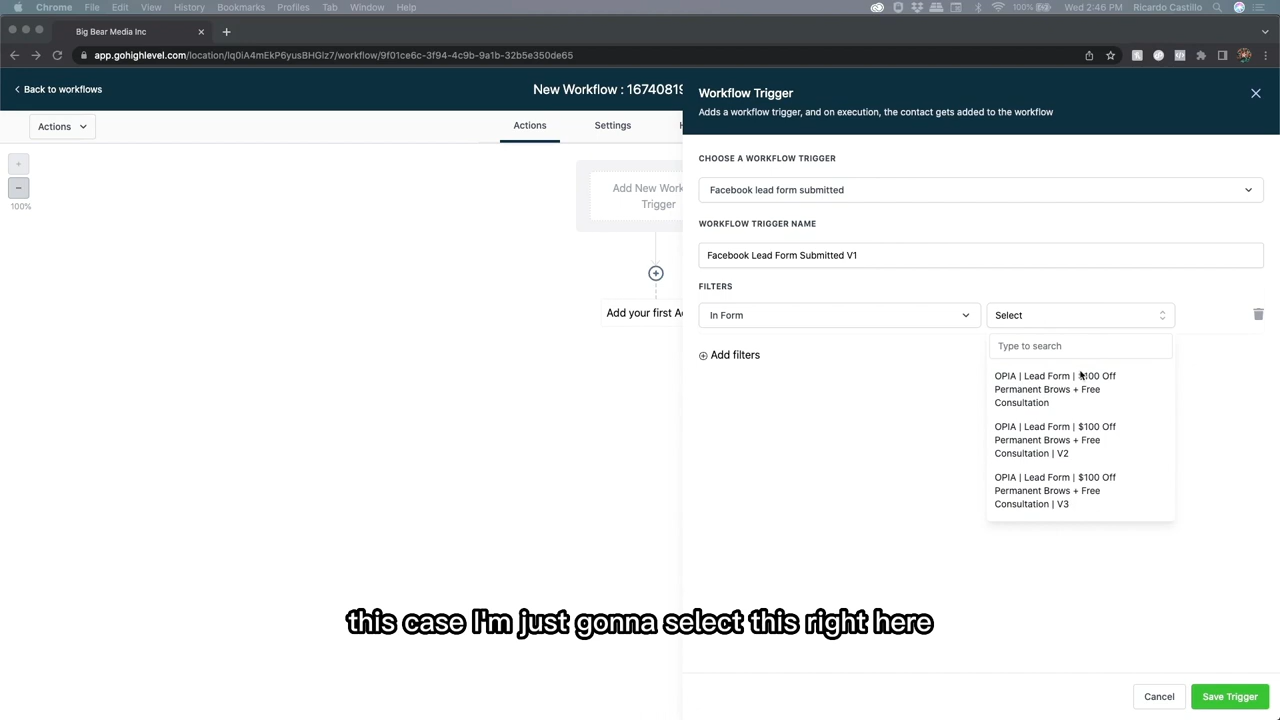 Chrome File Edit View History Bookmarks Profiles Tab Window Help 100% Wed 2:46 PM Ricardo Castillo
Big Bear Media Inc
app.gohighlevel.com/location/lq0iA4mEkP6yusBHGlz7/workflow/9f01ce6c-3f94-4c9b-9a1b-32b5e350de65
Back to workflows
New Workflow : 16740819
Actions
Actions
Settings
100%
Add New Work
Trigger
Add your first A
Workflow Trigger
Adds a workflow trigger, and on execution, the contact gets added to the workflow
CHOOSE A WORKFLOW TRIGGER
Facebook lead form submitted
WORKFLOW TRIGGER NAME
Facebook Lead Form Submitted V1
FILTERS
In Form
Select
Type to search
Add filters
OPIA | Lead Form | $100 Off
Permanent Brows + Free
Consultation
OPIA | Lead Form | $100 Off
Permanent Brows + Free
Consultation | V2
OPIA | Lead Form | $100 Off
Permanent Brows + Free
Consultation | V3
this case I'm just gonna select this right here
Cancel
Save Trigger